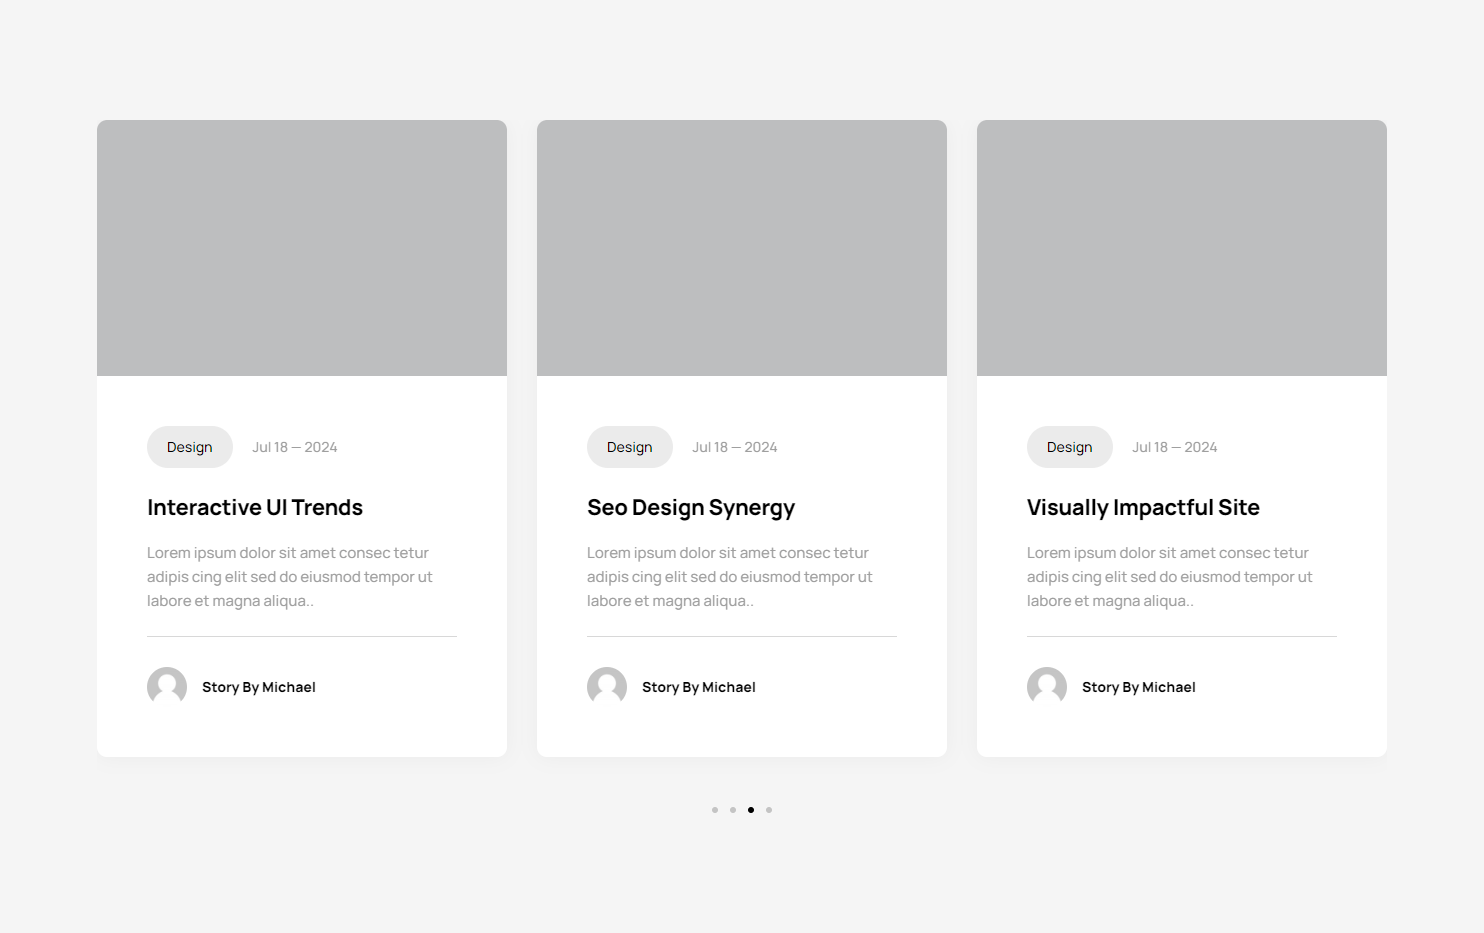 Design Jul 18 — 2024
Interactive UI Trends
Lorem ipsum dolor sit amet consec tetur
adipis cing elit sed do eiusmod tempor ut
labore et magna aliqua..
Story By Michael
Design Jul 18 — 2024
Seo Design Synergy
Lorem ipsum dolor sit amet consec tetur
adipis cing elit sed do eiusmod tempor ut
labore et magna aliqua..
Story By Michael
Design Jul 18 — 2024
Visually Impactful Site
Lorem ipsum dolor sit amet consec tetur
adipis cing elit sed do eiusmod tempor ut
labore et magna aliqua..
Story By Michael